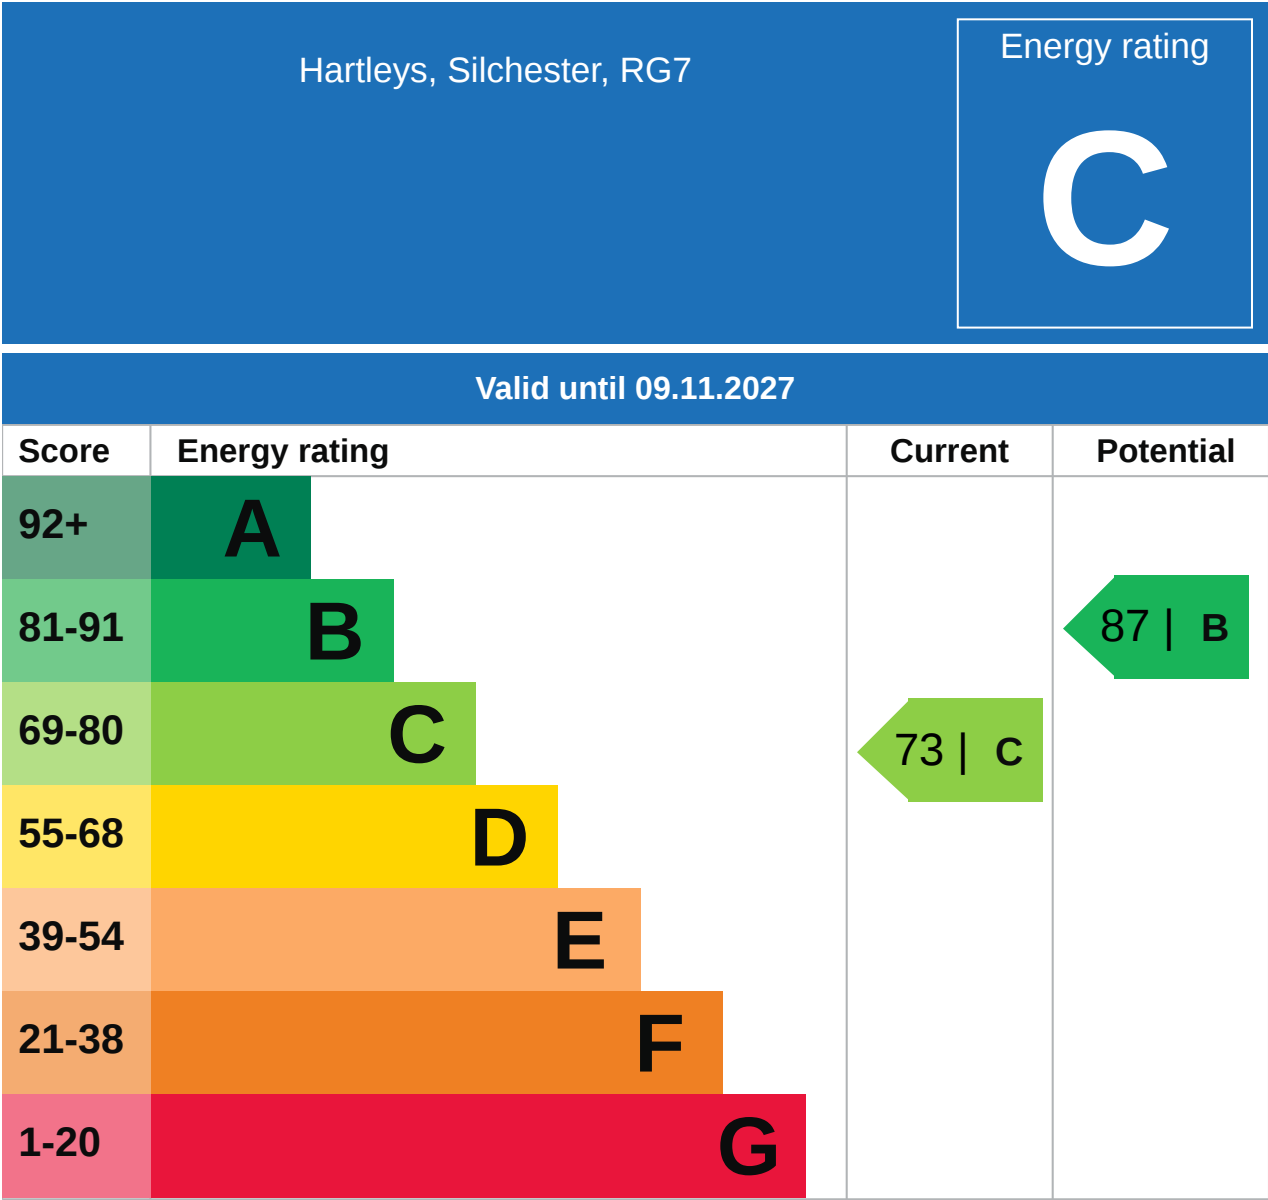 Hartleys, Silchester, RG7
Energy rating
C
Valid until 09.11.2027
Score Energy rating Current Potential
92+ A
81-91 B 87 | B
69-80 C 73 | C
55-68 D
39-54 E
21-38 F
1-20 G